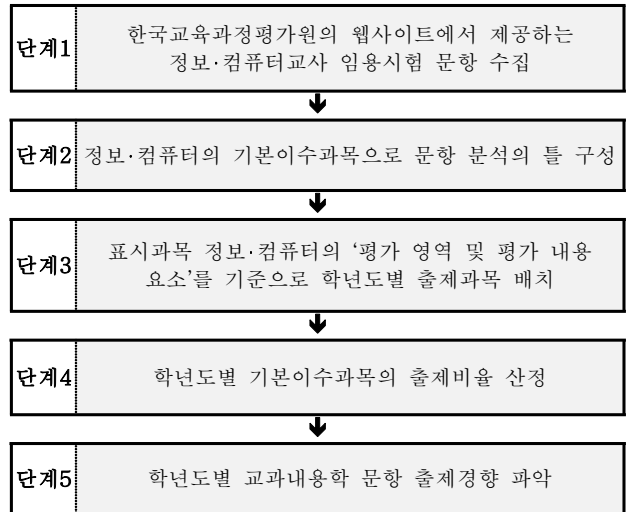 단계1
한국교육과정평가원의 웹사이트에서 제공하는
정보·컴퓨터교사 임용시험 문항 수집
단계2
정보·컴퓨터의 기본이수과목으로 문항 분석의 틀 구성
단계3
표시과목 정보·컴퓨터의 ‘평가 영역 및 평가 내용
요소’를 기준으로 학년도별 출제과목 배치
단계4
학년도별 기본이수과목의 출제비율 산정
단계5
학년도별 교과내용학 문항 출제경향 파악